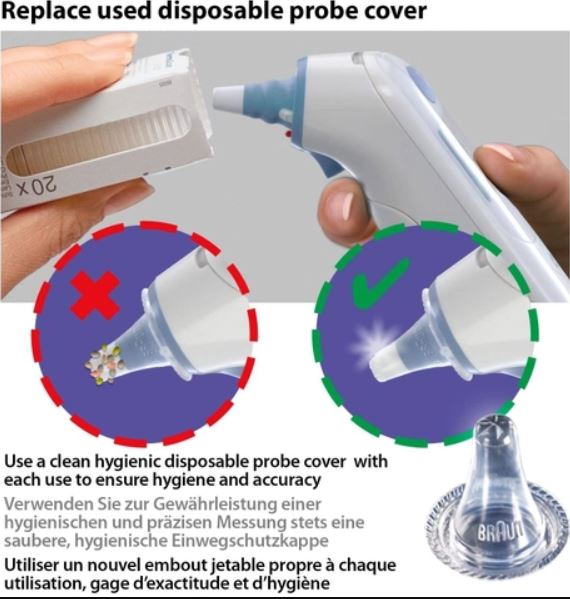 Replace used disposable probe cover
20 x
Use a clean hygienic disposable probe cover with
each use to ensure hygiene and accuracy
Verwenden Sie zur Gewährleistung einer
hygienischen und präzisen Messung stets eine
saubere, hygienische Einwegschutzkappe
BRAUN
Utiliser un nouvel embout jetable propre à chaque
utilisation, gage d'exactitude et d'hygiène